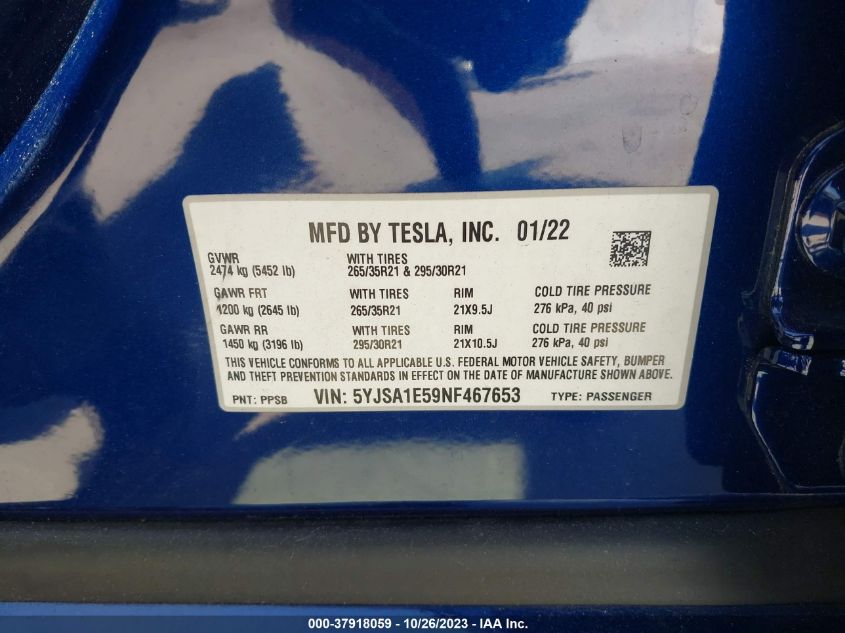 MFD BY TESLA, INC. 01/22
GVWR WITH TIRES
2474 kg (5452 lb) 265/35R21 & 295/30R21
GAWR FRT WITH TIRES RIM COLD TIRE PRESSURE
1200 kg (2645 lb) 265/35R21 21X9.5J 276 kPa, 40 psi
GAWR RR WITH TIRES RIM COLD TIRE PRESSURE
1450 kg (3196 lb) 295/30R21 21X10.5J 276 kPa, 40 psi
THIS VEHICLE CONFORMS TO ALL APPLICABLE U.S. FEDERAL MOTOR VEHICLE SAFETY, BUMPER
AND THEFT PREVENTION STANDARDS IN EFFECT ON THE DATE OF MANUFACTURE SHOWN ABOVE.
PNT: PPSB VIN: 5YJSA1E59NF467653 TYPE: PASSENGER
000-37918059 - 10/26/2023 - IAA Inc.